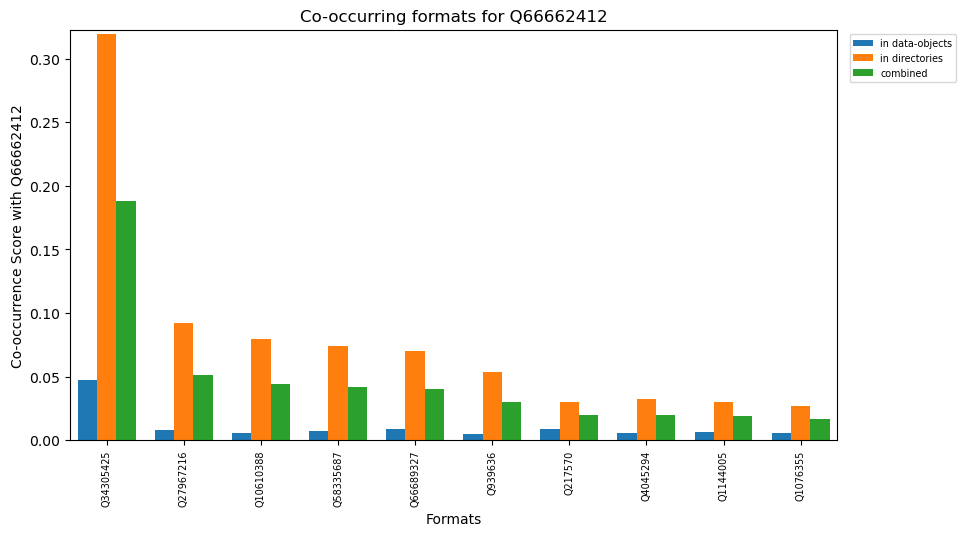 Co-occurring formats for Q66662412
in data-objects
in directories
combined
Co-occurrence Score with Q66662412
0.30
0.25
0.20
0.15
0.10
0.05
0.00
Q34305425
Q27967216
Q10610388
Q58335687
Q66689327
Q939636
Q217570
Q4045294
Q1144005
Q1076355
Formats